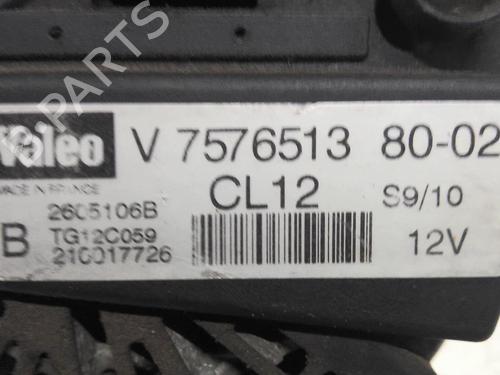 Valeo V 7576513 80-02
MADE IN FRANCE CL12 S9/10
2605106B
B TG12C059 12V
210017726
B-PARTS